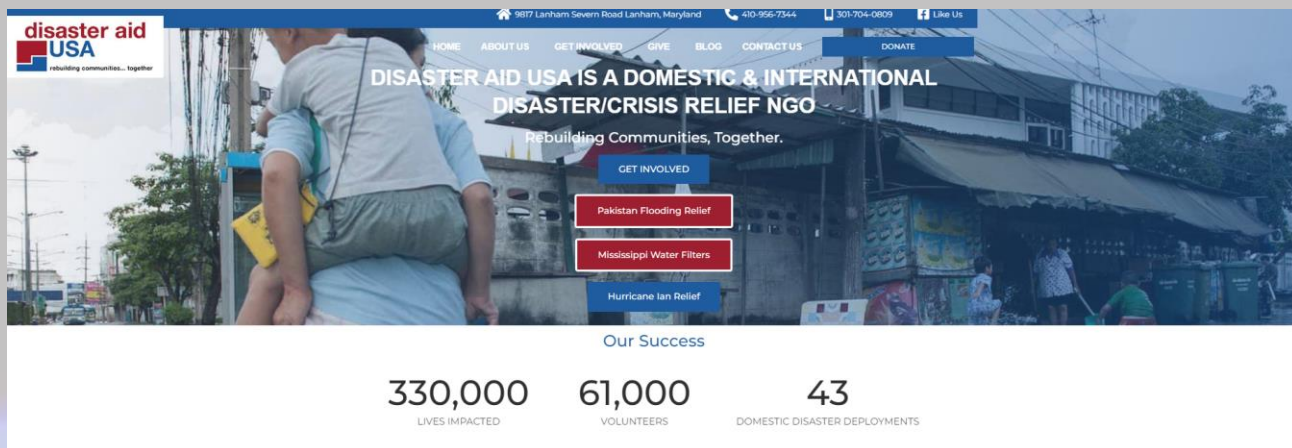 disaster aid
USA
rebuilding communities... together
9817 Lanham Severn Road Lanham, Maryland 410-956-7344 301-704-0809 Like Us
HOME ABOUT US GET INVOLVED GIVE BLOG CONTACT US DONATE
DISASTER AID USA IS A DOMESTIC & INTERNATIONAL
DISASTER/CRISIS RELIEF NGO
Rebuilding Communities, Together.
GET INVOLVED
Pakistan Flooding Relief
Mississippi Water Filters
Hurricane Ian Relief
Our Success
330,000 61,000 43
LIVES IMPACTED VOLUNTEERS DOMESTIC DISASTER DEPLOYMENTS